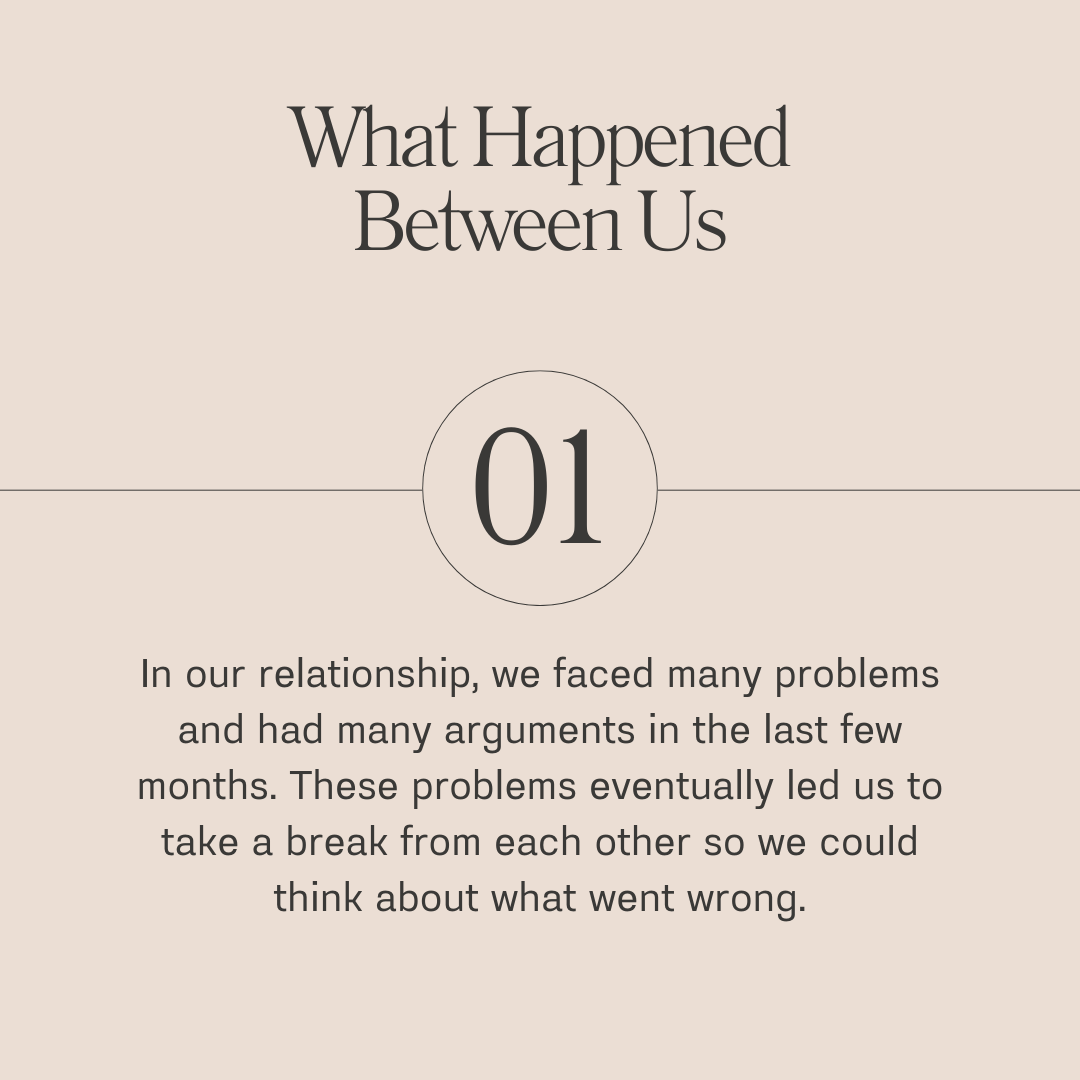 What Happened
Between Us
01
In our relationship, we faced many problems
and had many arguments in the last few
months. These problems eventually led us to
take a break from each other so we could
think about what went wrong.